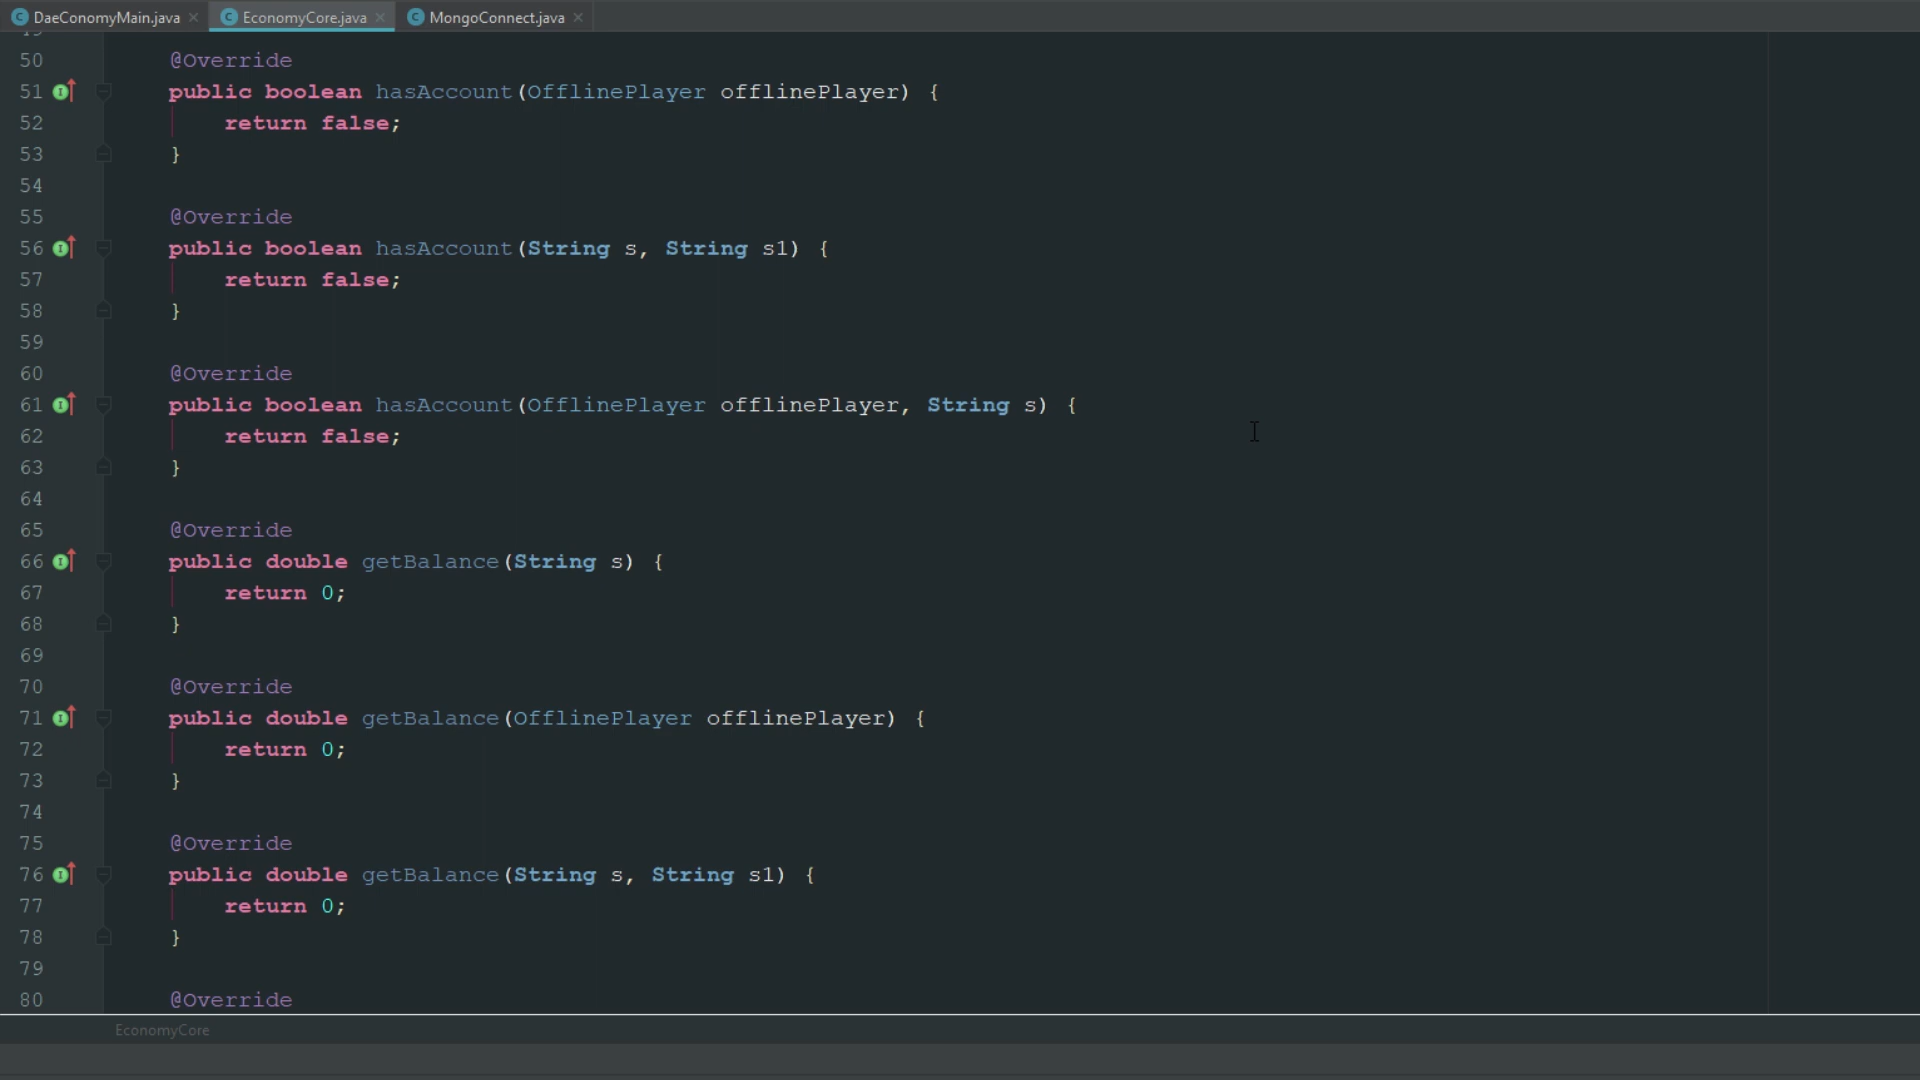 DaeConomyMain.java EconomyCore.java MongoConnect.java
50 @Override
51 public boolean hasAccount(OfflinePlayer offlinePlayer) {
52 return false;
53 }
54
55 @Override
56 public boolean hasAccount(String s, String s1) {
57 return false;
58 }
59
60 @Override
61 public boolean hasAccount(OfflinePlayer offlinePlayer, String s) {
62 return false;
63 }
64
65 @Override
66 public double getBalance(String s) {
67 return 0;
68 }
69
70 @Override
71 public double getBalance(OfflinePlayer offlinePlayer) {
72 return 0;
73 }
74
75 @Override
76 public double getBalance(String s, String s1) {
77 return 0;
78 }
79
80 @Override
EconomyCore